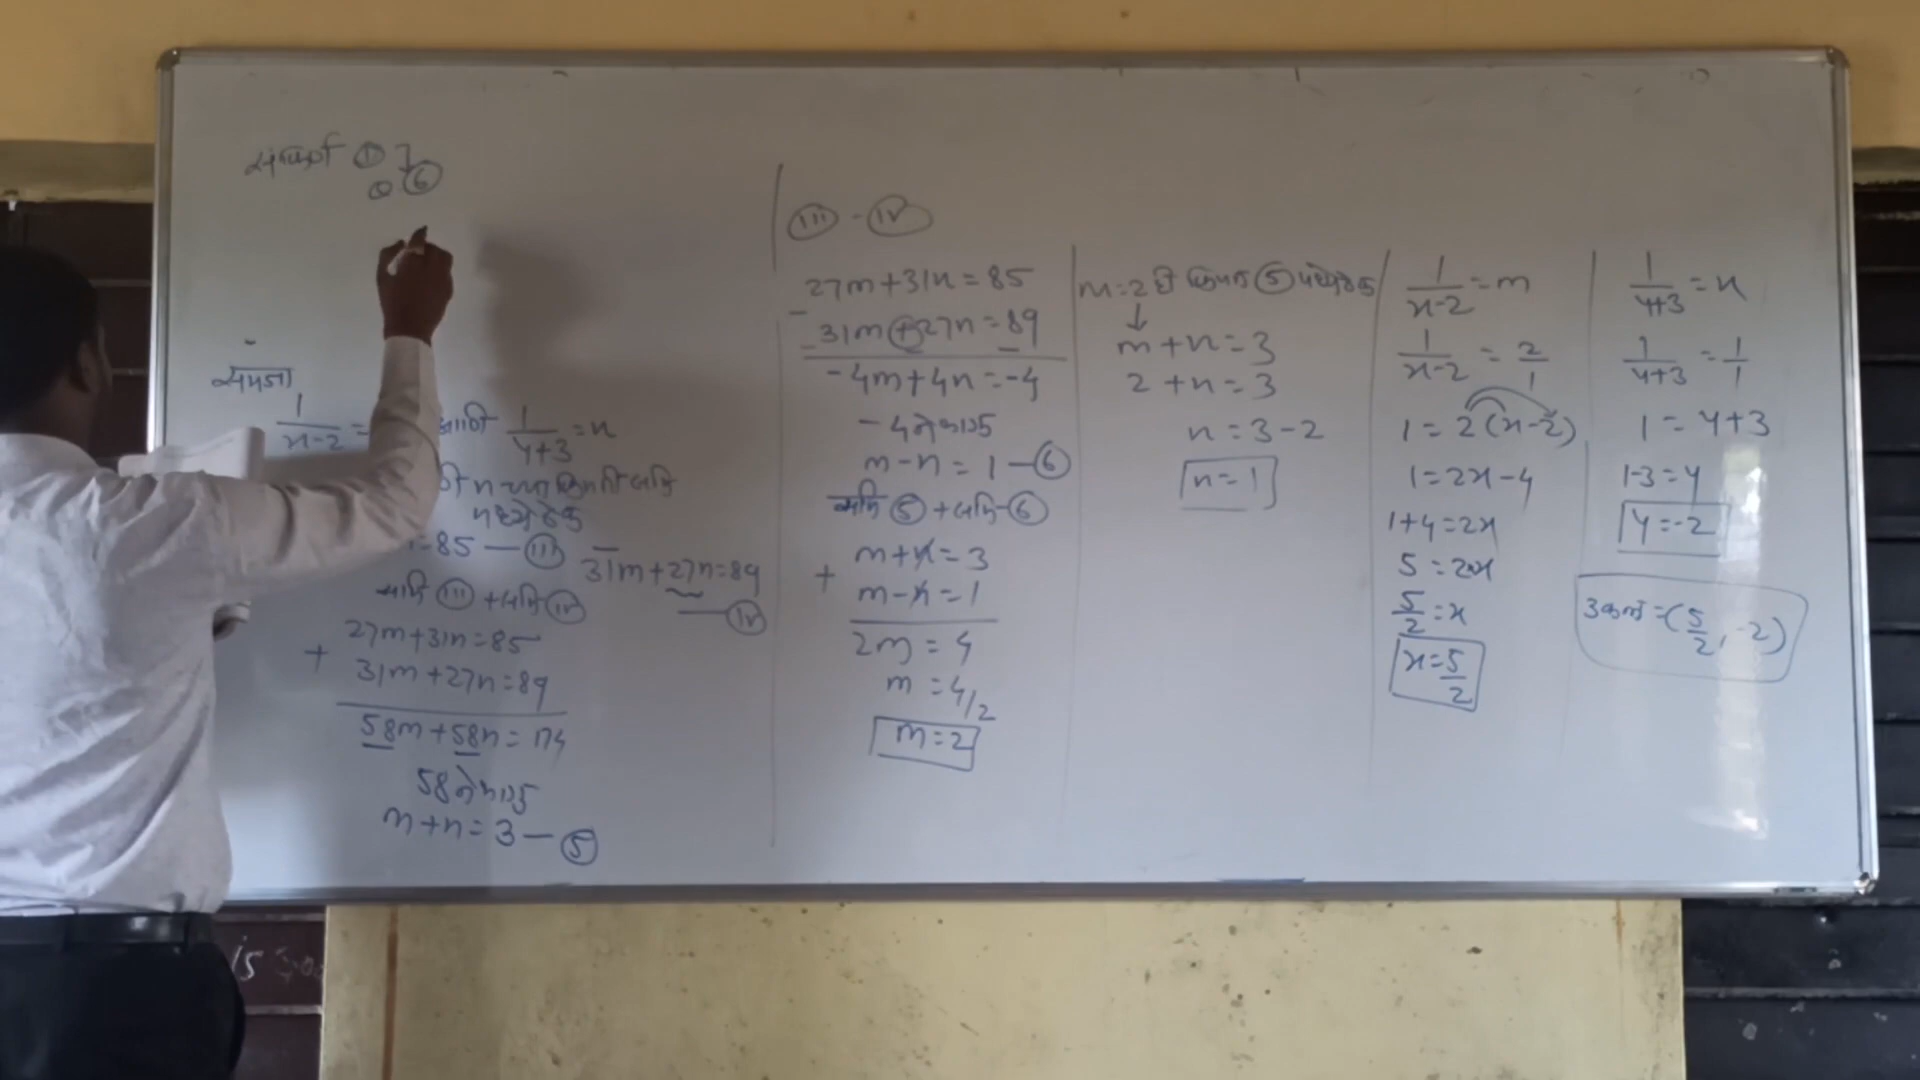 ① ]
② ⑥
समजा
1/(x-2) = आणि 1/(y+3) = n
n च्या किंमती समी
मध्ये ठेऊ
=85 — (III)
31m+27n=89
— (IV)
समी (III) + समी (IV)
27m+31n=85
+ 31m+27n=89
58m+58n=174
58 ने भागू
m+n=3 — ⑤
(III) - (IV)
27m+31n=85
- 31m+27n=89
-4m+4n=-4
-4 ने भागू
m-n=1 — ⑥
समी ⑤ + समी ⑥
m+n=3
+ m-n=1
2m=4
m=4/2
m=2
m=2 ही किंमत ⑤ मध्ये ठेऊ
↓
m+n=3
2+n=3
n=3-2
n=1
1/(x-2) = m
1/(x-2) = 2/1
1=2(x-2)
1=2x-4
1+4=2x
5=2x
5/2=x
x=5/2
1/(y+3) = n
1/(y+3) = 1/1
1=y+3
1-3=y
y=-2
उकल=(5/2, -2)
is